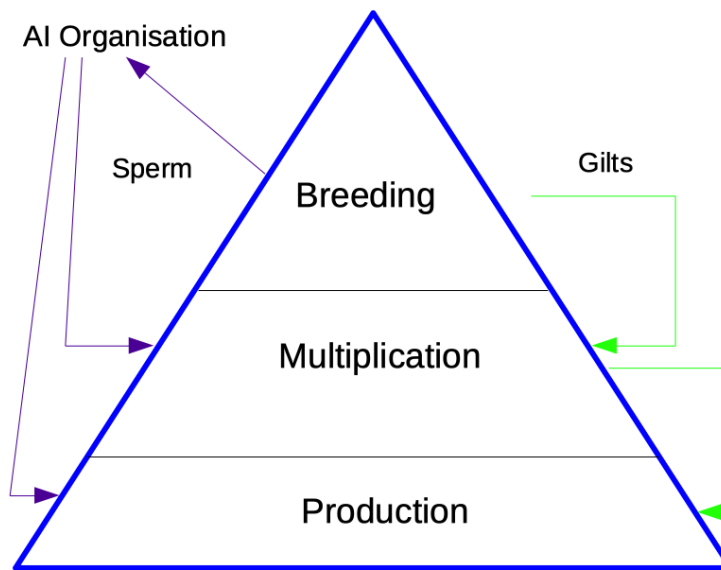 AI Organisation
Sperm
Gilts
Breeding
Multiplication
Production